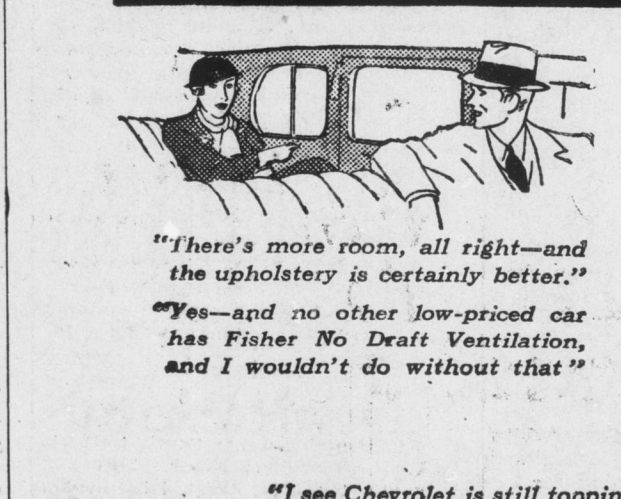 "There's more room, all right—and
the upholstery is certainly better."
"Yes—and no other low-priced car
has Fisher No Draft Ventilation,
and I wouldn't do without that"
"I see Chevrolet is still toppin